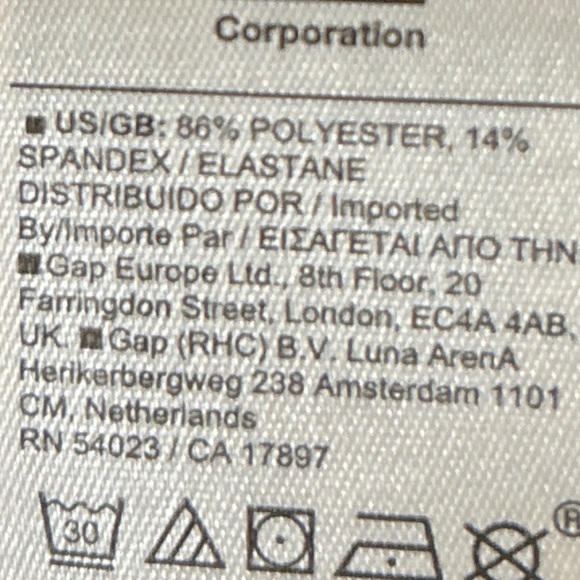 Corporation
US/GB: 86% POLYESTER, 14%
SPANDEX / ELASTANE
DISTRIBUIDO POR / Imported
By/Importe Par / ΕΙΣΑΓΕΤΑΙ ΑΠΟ ΤΗΝ
Gap Europe Ltd., 8th Floor, 20
Farringdon Street, London, EC4A 4AB,
UK. Gap (RHC) B.V. Luna ArenA
Herikerbergweg 238 Amsterdam 1101
CM, Netherlands
RN 54023 / CA 17897
30
®